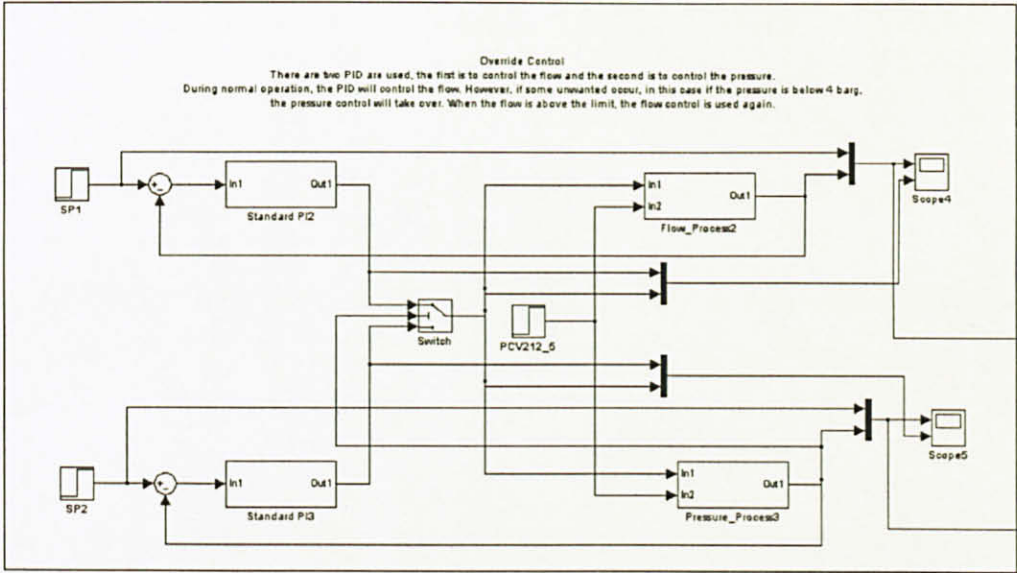 Override Control
There are two PID are used, the first is to control the flow and the second is to control the pressure.
During normal operation, the PID will control the flow. However, if some unwanted occur, in this case if the pressure is below 4 barg,
the pressure control will take over. When the flow is above the limit, the flow control is used again.
SP1
In1
Out1
Standard PI2
In1
In2
Out1
Flow_Process2
Scope4
Switch
PCV212_5
SP2
In1
Out1
Standard PI3
In1
In2
Out1
Pressure_Process3
Scope5